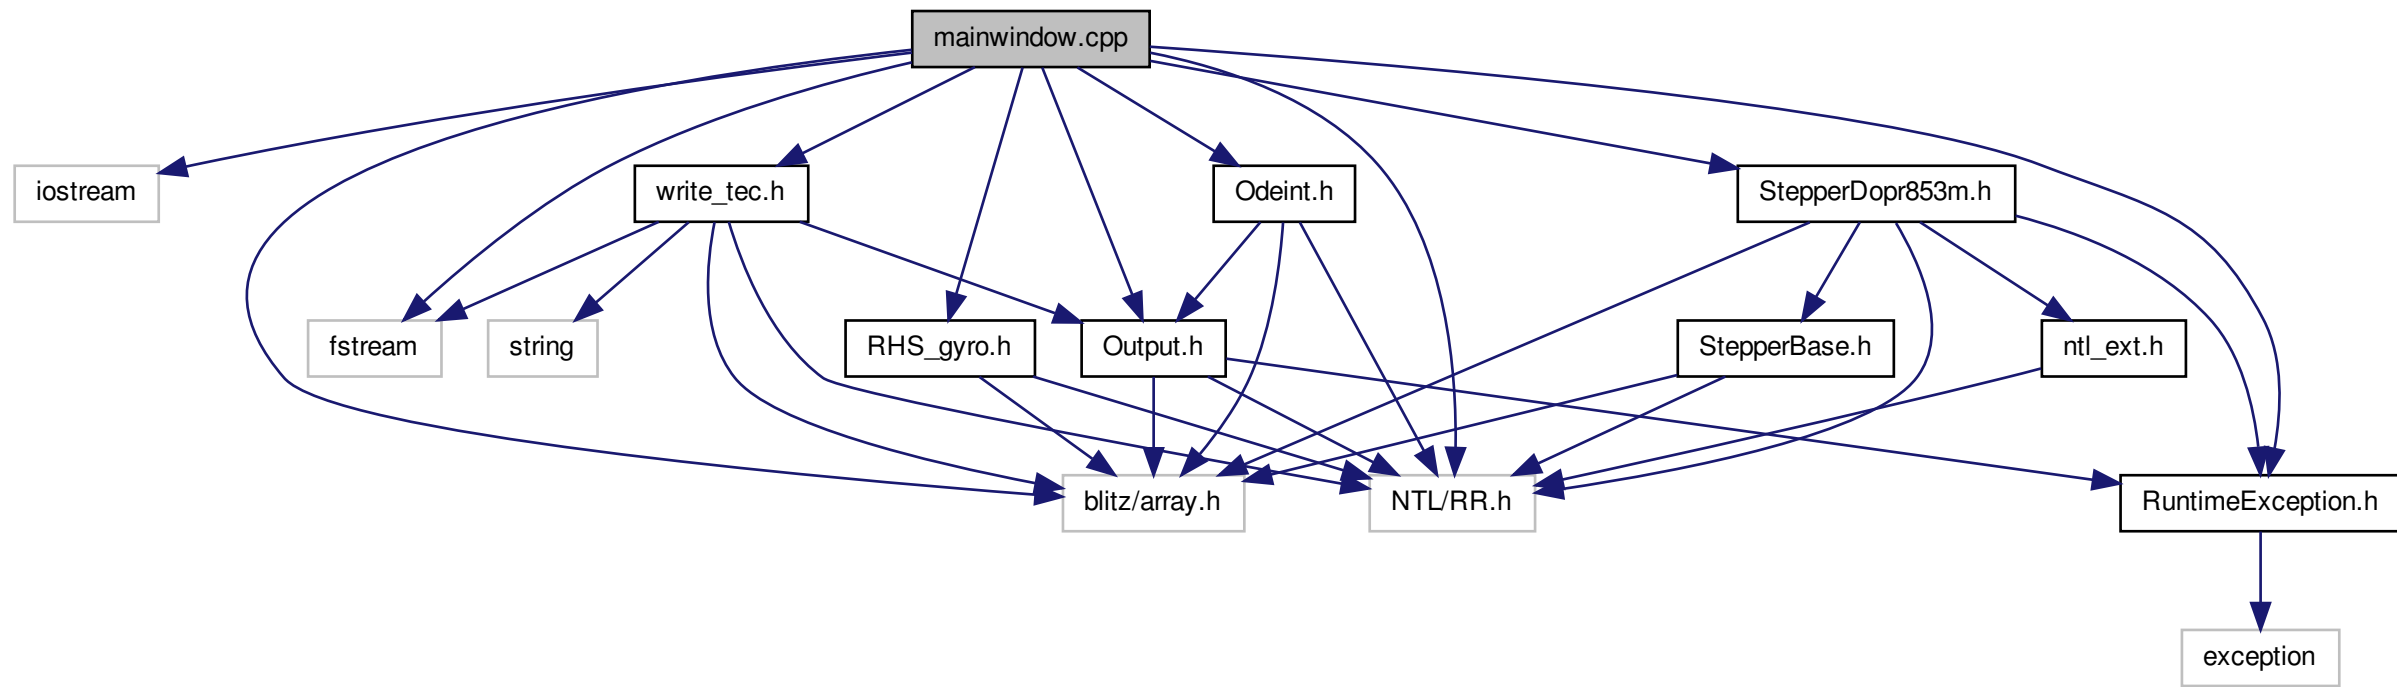 mainwindow.cpp
iostream
write_tec.h
Odeint.h
StepperDopr853m.h
fstream
string
RHS_gyro.h
Output.h
StepperBase.h
ntl_ext.h
blitz/array.h
NTL/RR.h
RuntimeException.h
exception